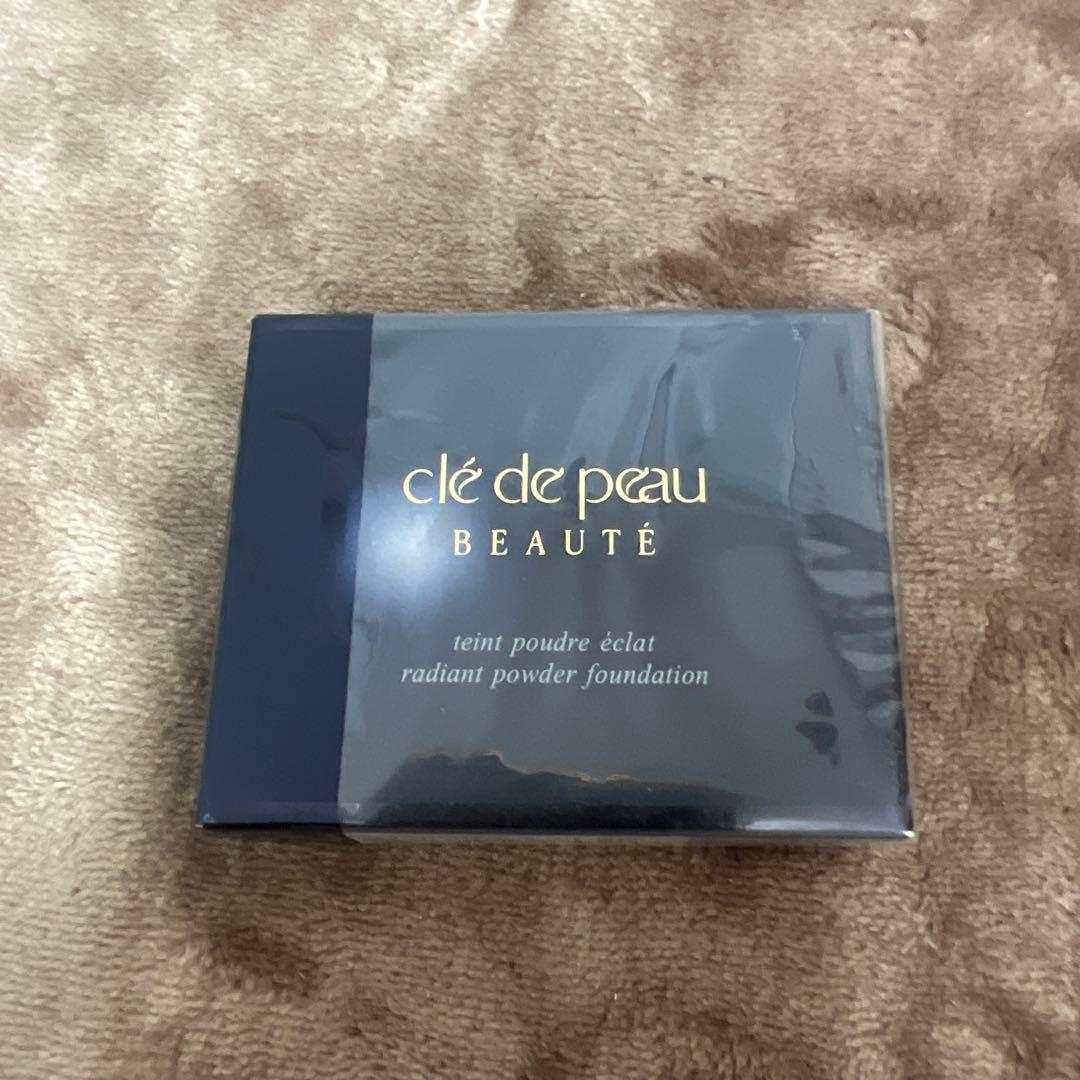 clé de peau
BEAUTÉ
teint poudre éclat
radiant powder foundation